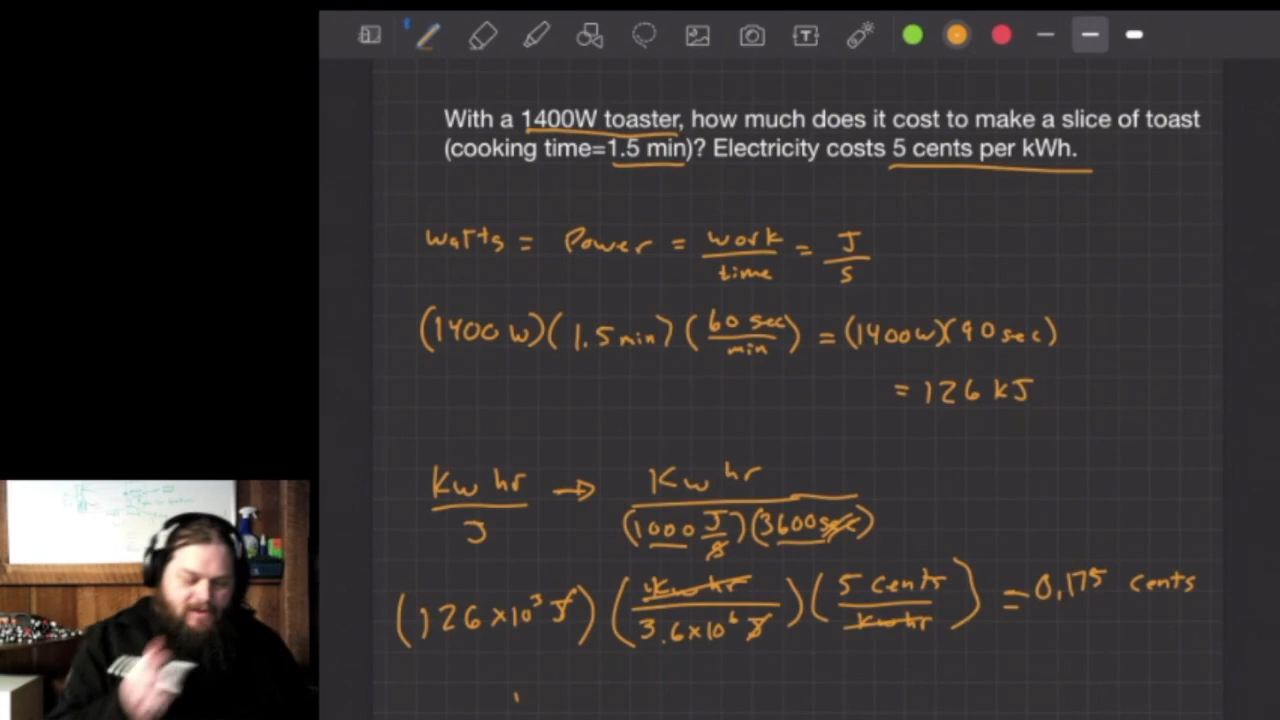 With a 1400W toaster, how much does it cost to make a slice of toast
(cooking time=1.5 min)? Electricity costs 5 cents per kWh.
watts = Power = work/time = J/s
(1400 W)(1.5 min)(60 sec/min) = (1400W)(90 sec)
= 126 kJ
Kw hr/J → Kw hr/(1000 J/s)(3600 sec)
(126 × 10³ J)(1 Kw hr/3.6 × 10⁶ J)(5 cents/Kw hr) = 0.175 cents